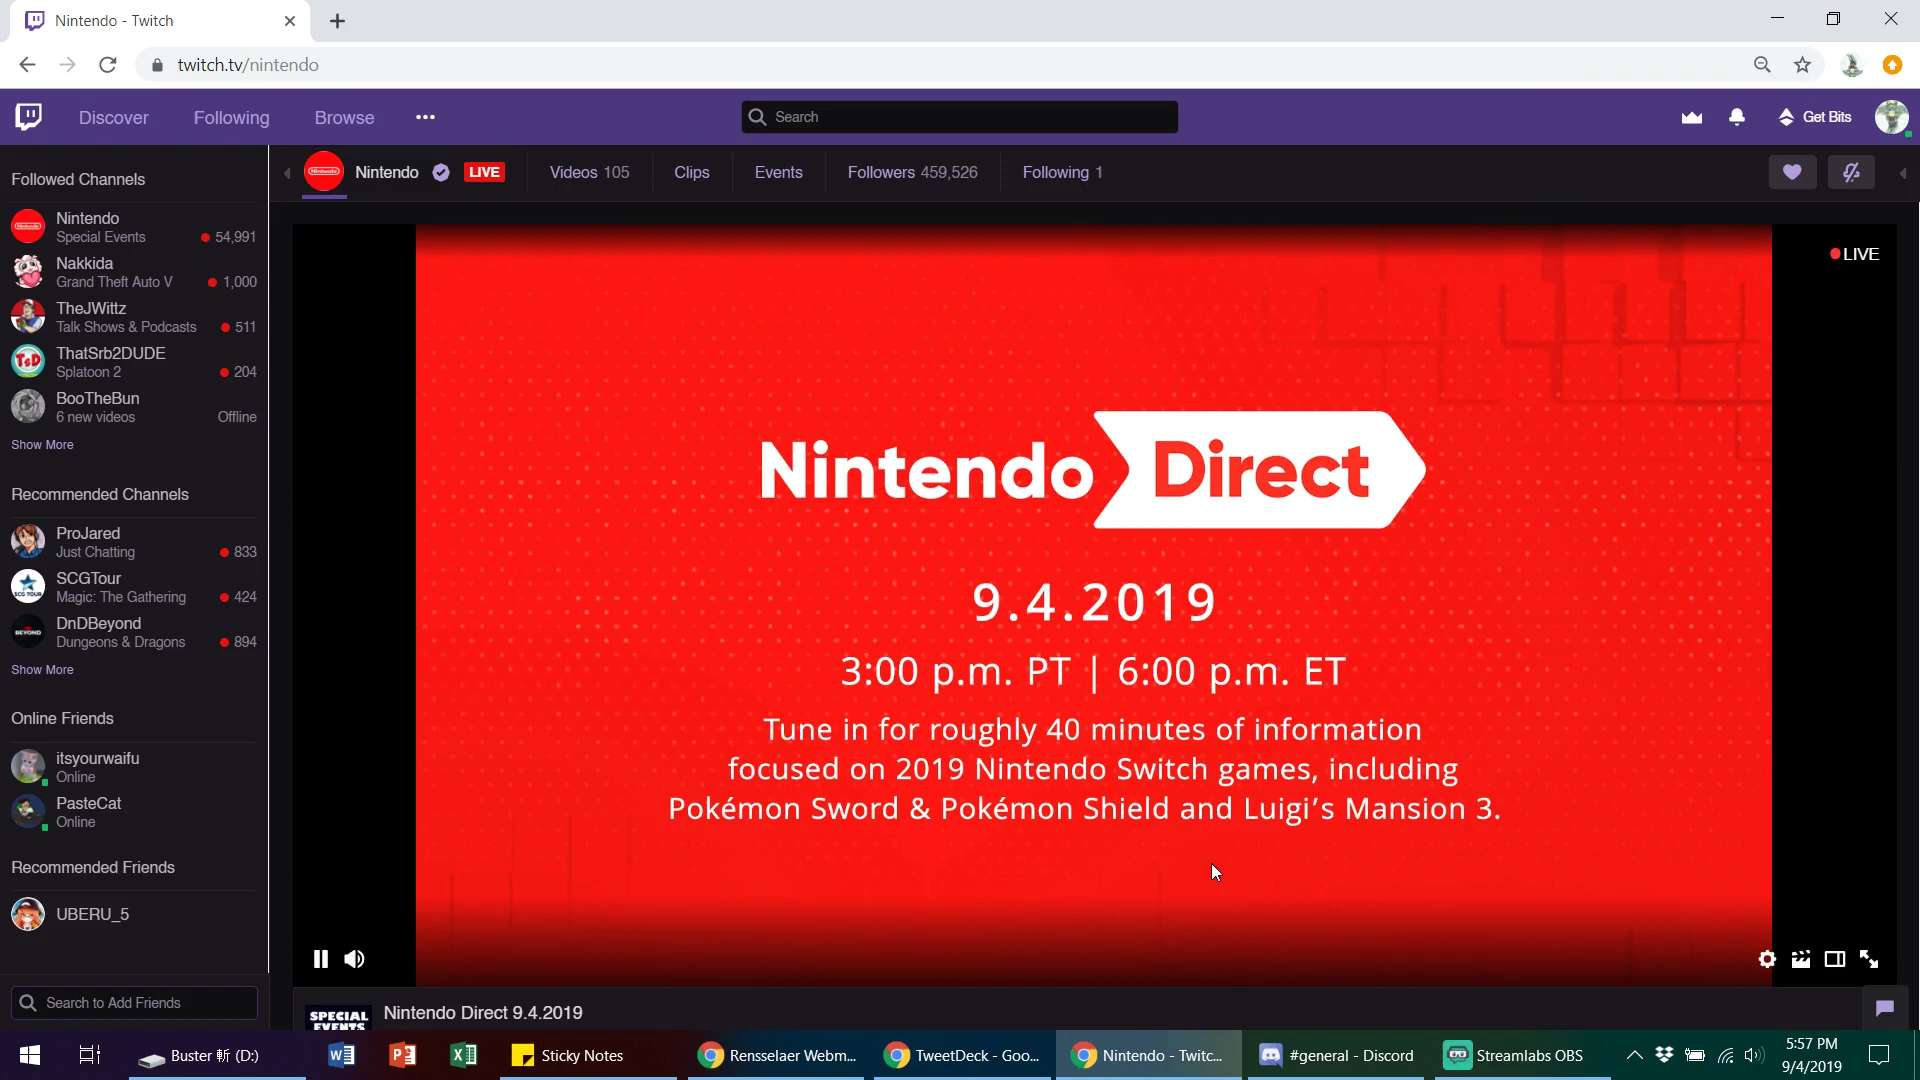 Nintendo - Twitch
twitch.tv/nintendo
Discover
Following
Browse
Search
Get Bits
Nintendo
LIVE
Videos 105
Clips
Events
Followers 459,526
Following 1
Followed Channels
Nintendo
Special Events 54,991
Nakkida
Grand Theft Auto V 1,000
TheJWittz
Talk Shows & Podcasts 511
ThatSrb2DUDE
Splatoon 2 204
BooTheBun
6 new videos Offline
Show More
Recommended Channels
ProJared
Just Chatting 833
SCGTour
Magic: The Gathering 424
DnDBeyond
Dungeons & Dragons 894
Show More
Online Friends
itsyourwaifu
Online
PasteCat
Online
Recommended Friends
UBERU_5
Search to Add Friends
LIVE
Nintendo Direct
9.4.2019
3:00 p.m. PT | 6:00 p.m. ET
Tune in for roughly 40 minutes of information
focused on 2019 Nintendo Switch games, including
Pokémon Sword & Pokémon Shield and Luigi's Mansion 3.
SPECIAL
EVENTS
Nintendo Direct 9.4.2019
Buster 斬 (D:)
Sticky Notes
Rensselaer Webm...
TweetDeck - Goo...
Nintendo - Twitc...
#general - Discord
Streamlabs OBS
5:57 PM
9/4/2019